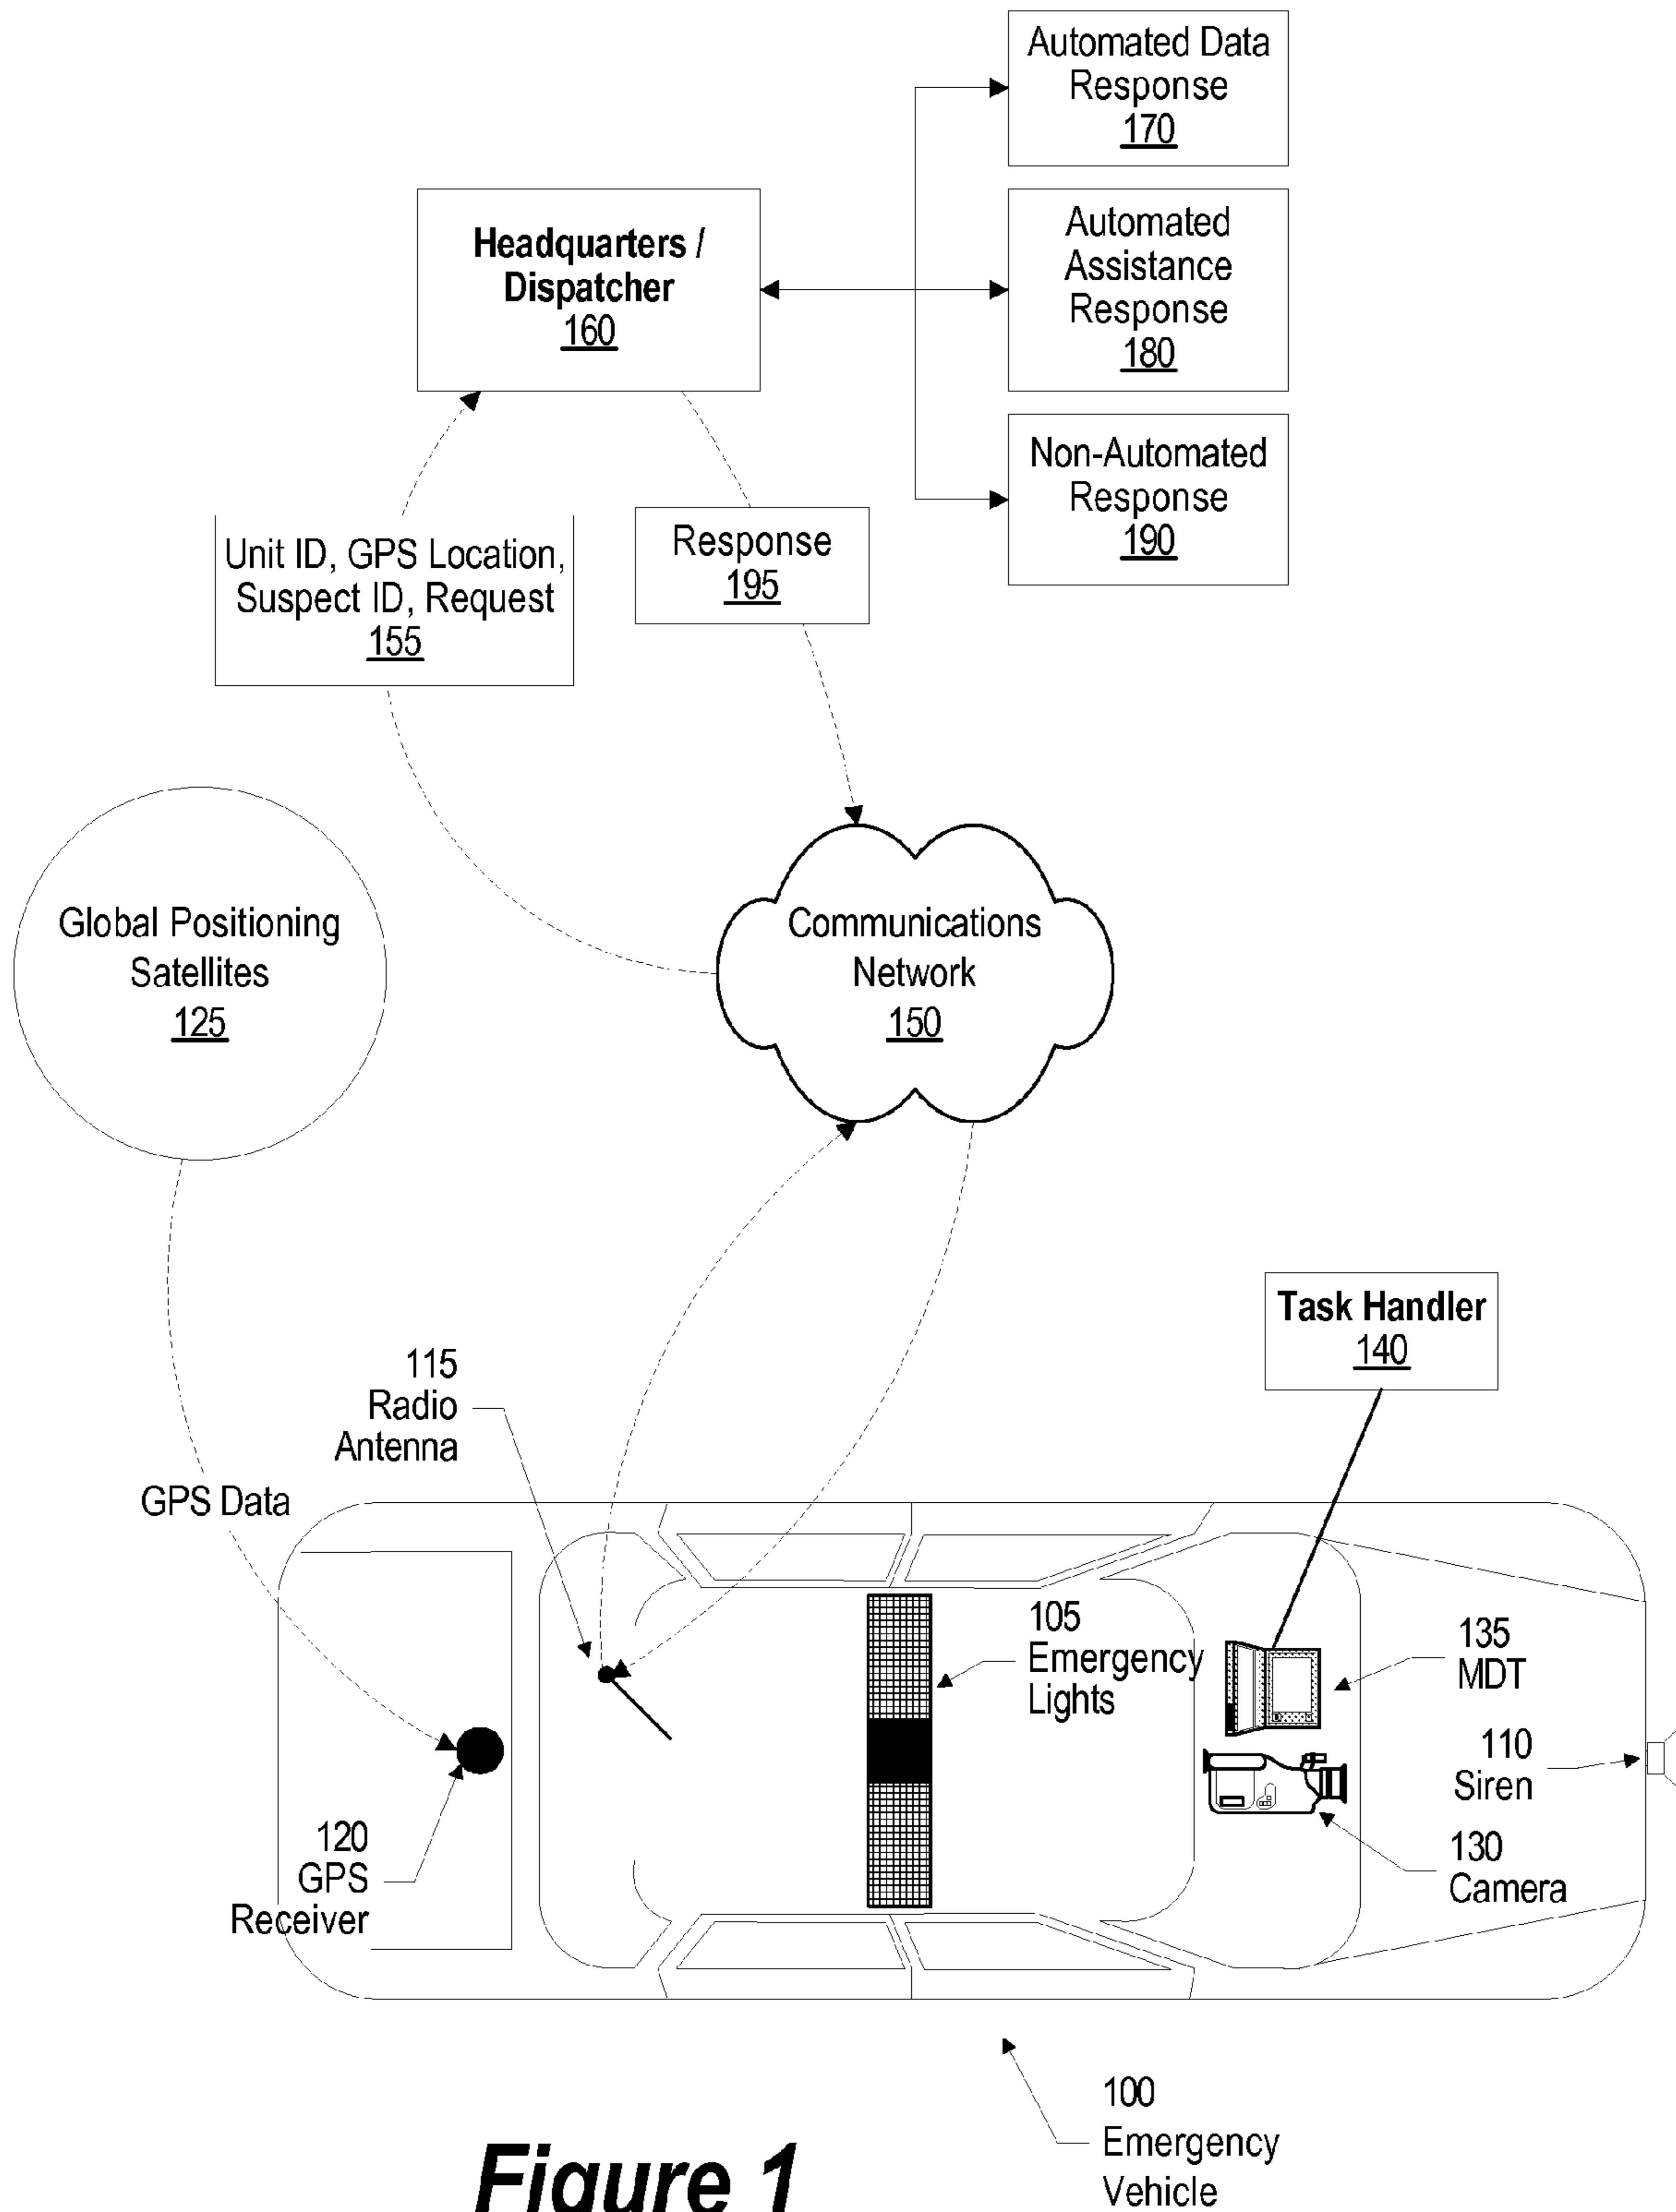 Automated Data
Response
170
Headquarters /
Dispatcher
160
Automated
Assistance
Response
180
Non-Automated
Response
190
Unit ID, GPS Location,
Suspect ID, Request
155
Response
195
Global Positioning
Satellites
125
Communications
Network
150
Task Handler
140
115
Radio
Antenna
GPS Data
105
Emergency
Lights
135
MDT
110
Siren
120
GPS
Receiver
130
Camera
100
Emergency
Vehicle
Figure 1